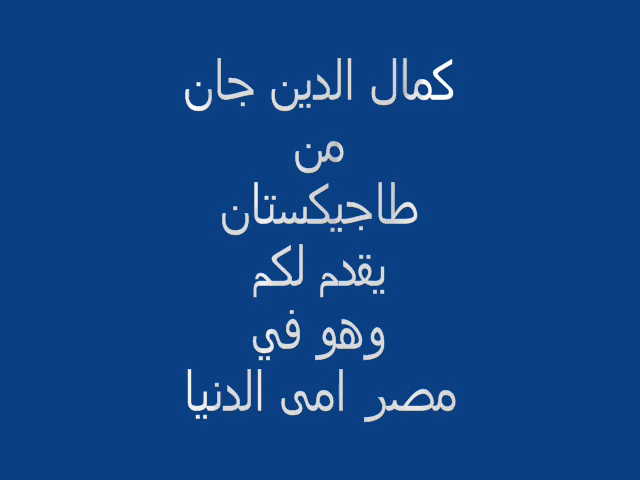 كمال الدين جان
من
طاجيكستان
يقدم لكم
وهو في
مصر امى الدنيا